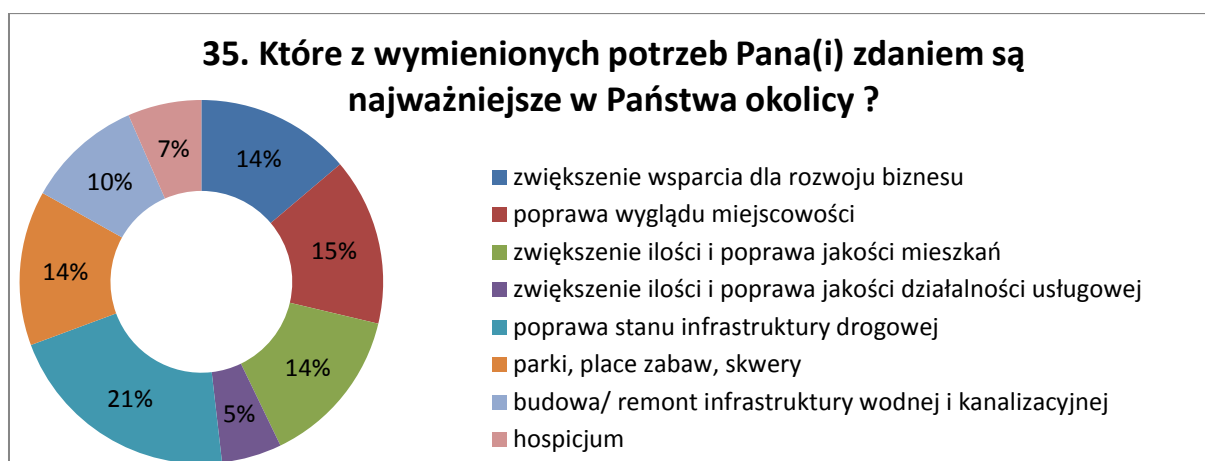 35. Które z wymienionych potrzeb Pana(i) zdaniem są
najważniejsze w Państwa okolicy ?
14%
15%
14%
5%
21%
14%
10%
7%
zwiększenie wsparcia dla rozwoju biznesu
poprawa wyglądu miejscowości
zwiększenie ilości i poprawa jakości mieszkań
zwiększenie ilości i poprawa jakości działalności usługowej
poprawa stanu infrastruktury drogowej
parki, place zabaw, skwery
budowa/ remont infrastruktury wodnej i kanalizacyjnej
hospicjum